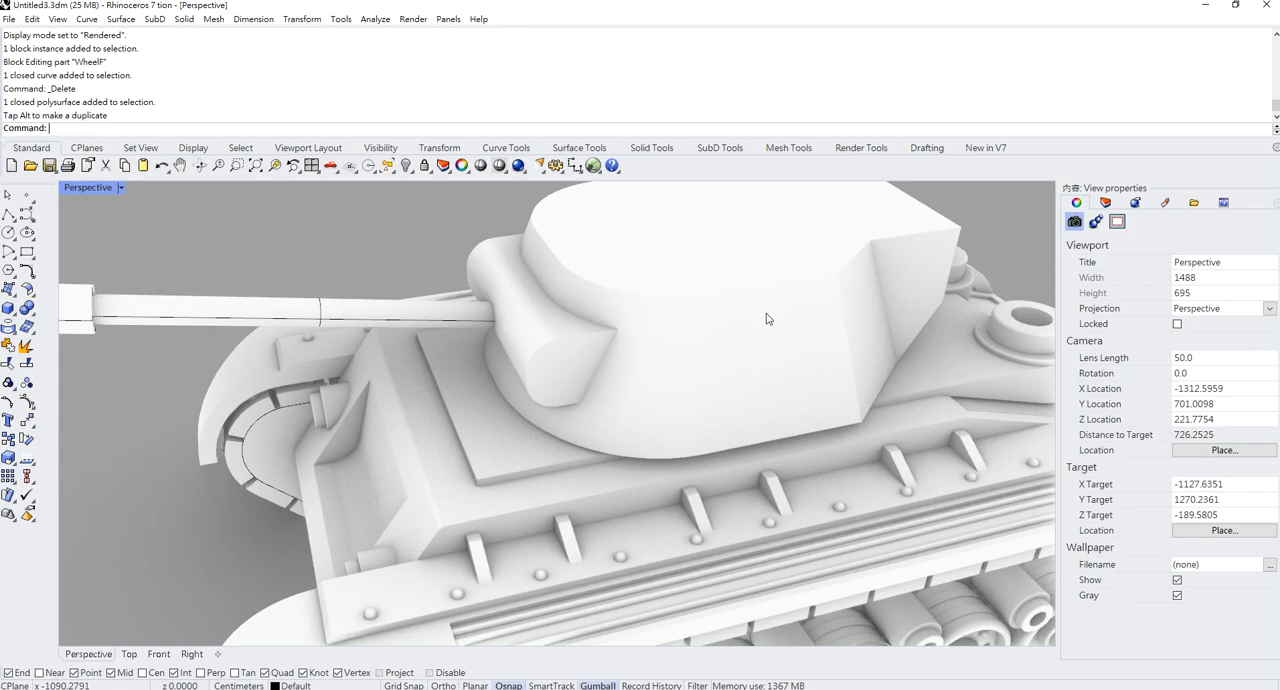 Untitled3.3dm (25 MB) - Rhinoceros 7 tion - [Perspective]
File Edit View Curve Surface SubD Solid Mesh Dimension Transform Tools Analyze Render Panels Help
Display mode set to "Rendered".
1 block instance added to selection.
Block Editing part "WheelF"
1 closed curve added to selection.
Command: _Delete
1 closed polysurface added to selection.
Tap Alt to make a duplicate
Command:
Standard CPlanes Set View Display Select Viewport Layout Visibility Transform Curve Tools Surface Tools Solid Tools SubD Tools Mesh Tools Render Tools Drafting New in V7
Perspective
內容: View properties
Viewport
Title Perspective
Width 1488
Height 695
Projection Perspective
Locked
Camera
Lens Length 50.0
Rotation 0.0
X Location -1312.5959
Y Location 701.0098
Z Location 221.7754
Distance to Target 726.2525
Location Place...
Target
X Target -1127.6351
Y Target 1270.2361
Z Target -189.5805
Location Place...
Wallpaper
Filename (none) ...
Show
Gray
Perspective Top Front Right
End Near Point Mid Cen Int Perp Tan Quad Knot Vertex Project Disable
CPlane x -1090.2791 z 0.0000 Centimeters Default Grid Snap Ortho Planar Osnap SmartTrack Gumball Record History Filter Memory use: 1367 MB